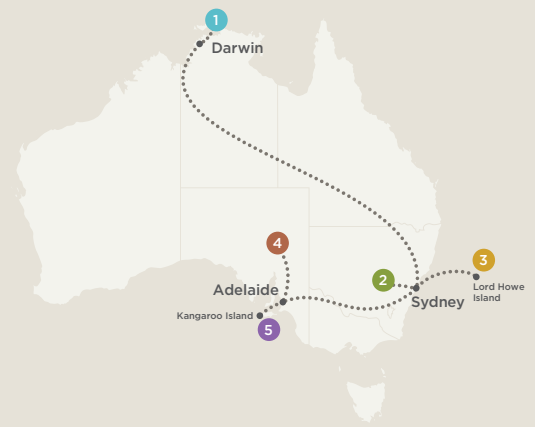 1
Darwin
4
3
2
Lord Howe
Island
Adelaide
Sydney
Kangaroo Island
5